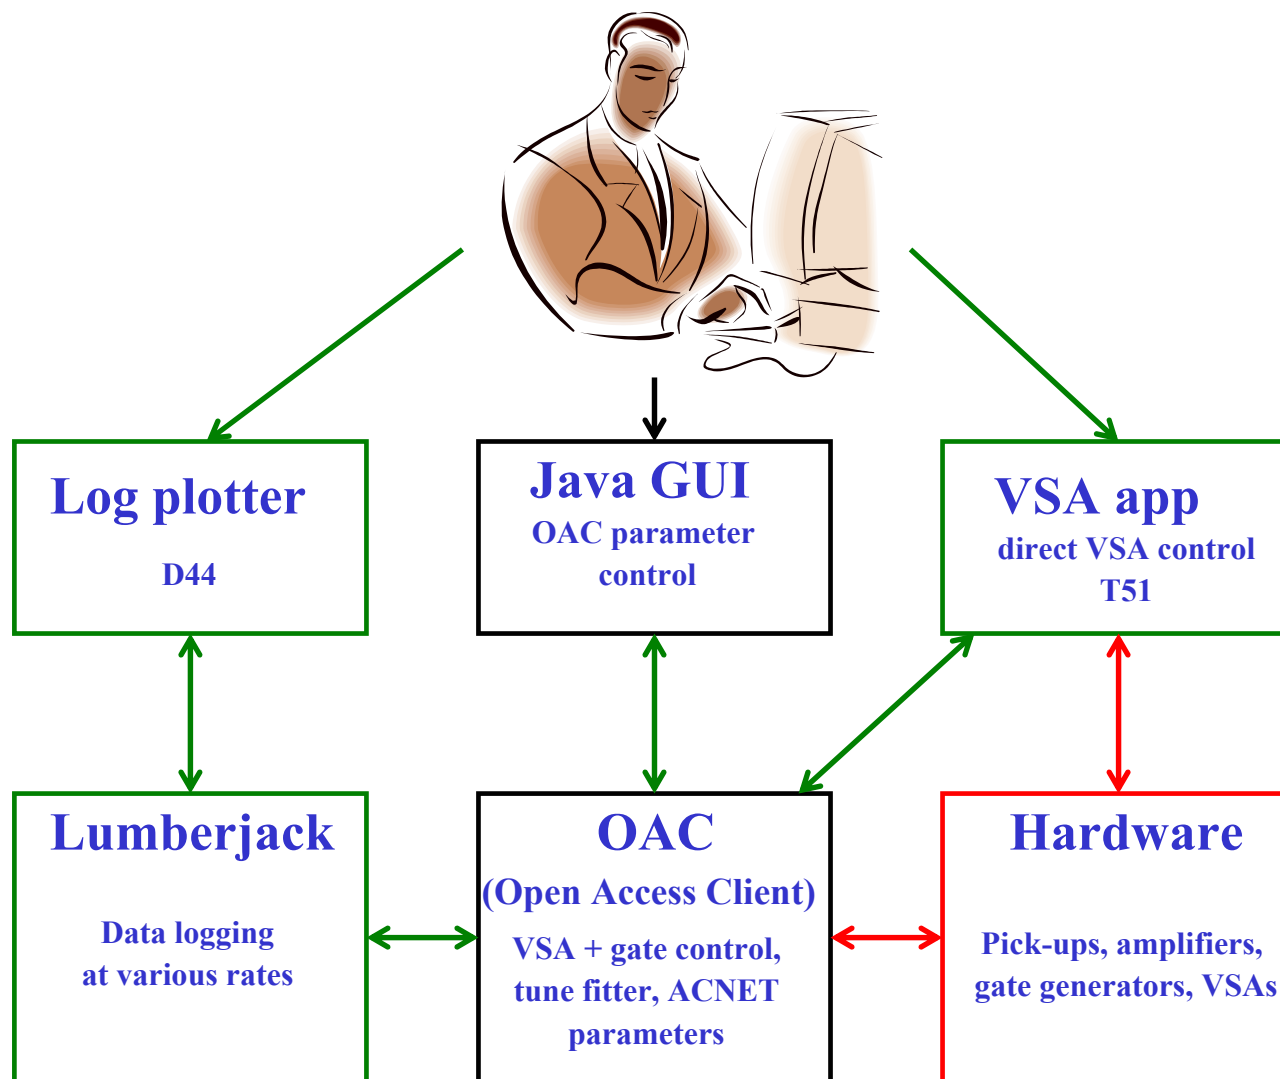 Log plotter
D44
Java GUI
OAC parameter
control
VSA app
direct VSA control
T51
Lumberjack
Data logging
at various rates
OAC
(Open Access Client)
VSA + gate control,
tune fitter, ACNET
parameters
Hardware
Pick-ups, amplifiers,
gate generators, VSAs